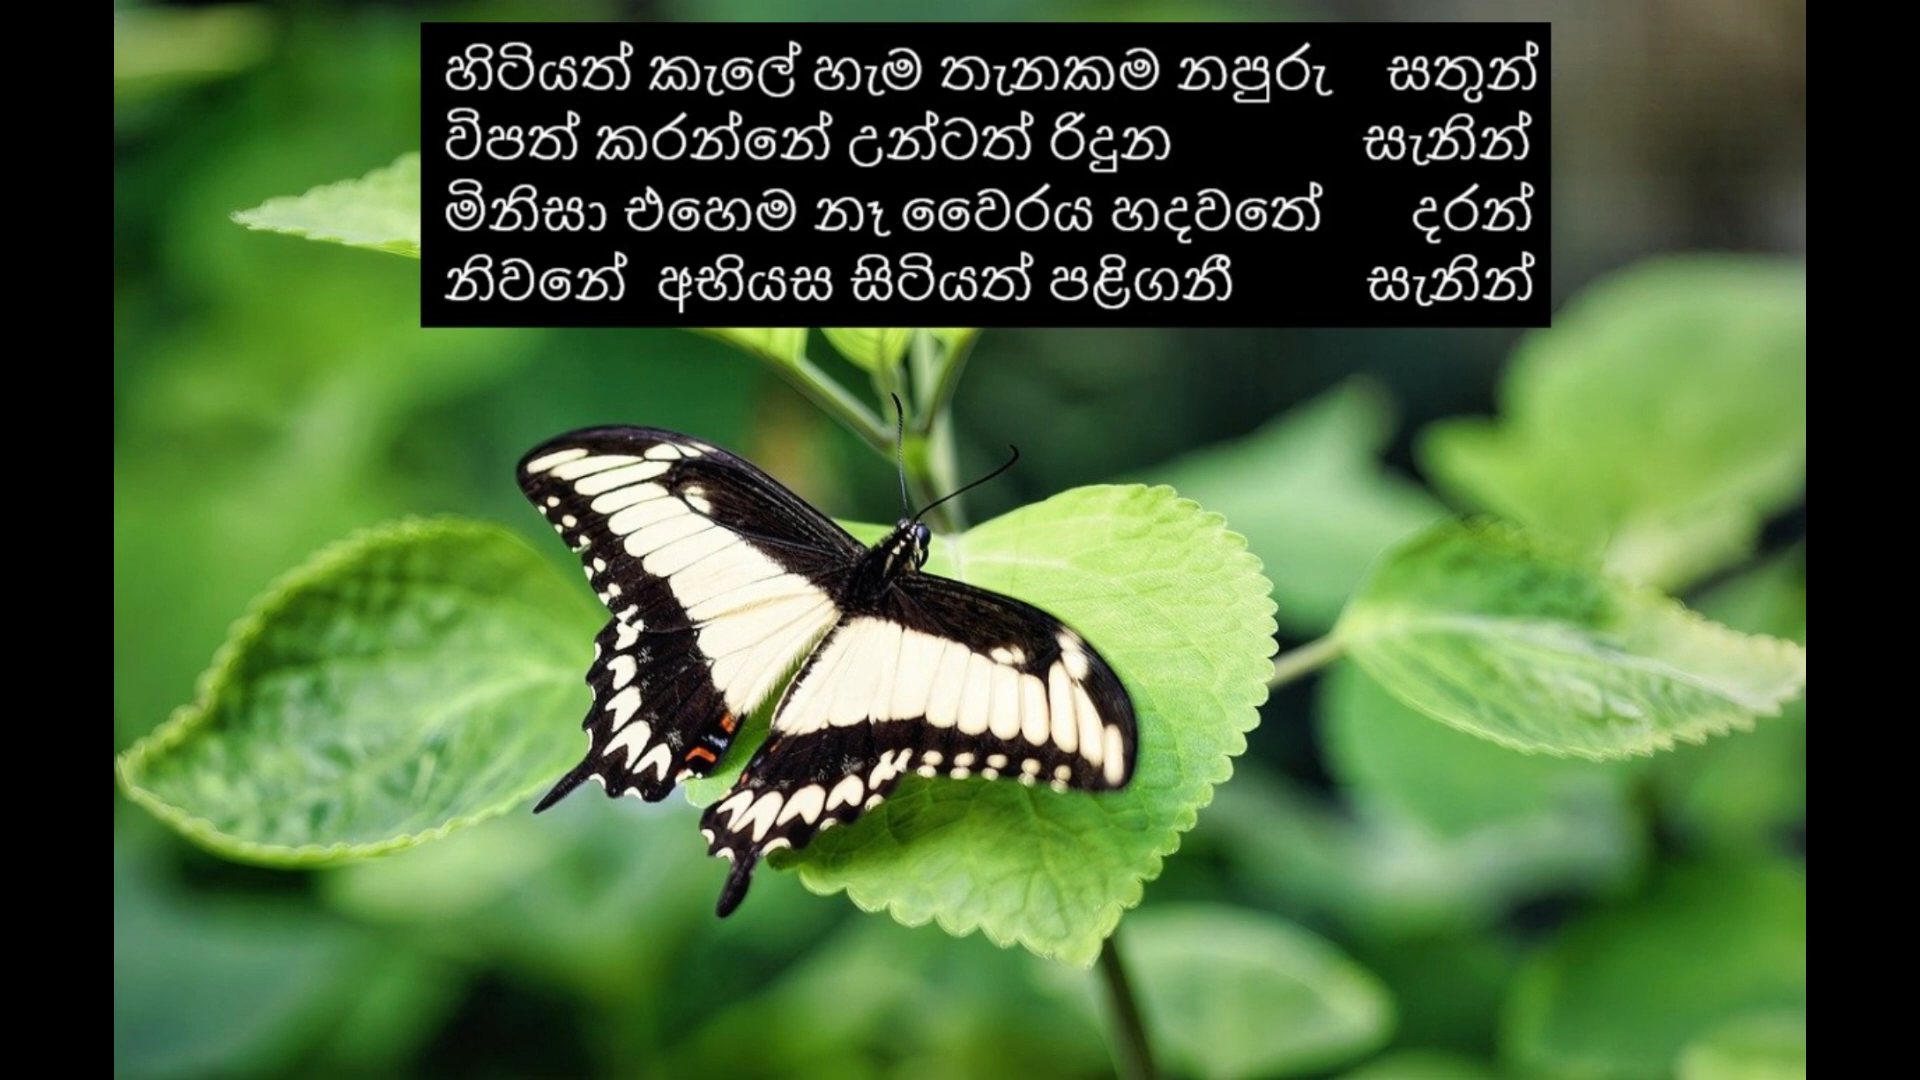 හිටියත් කැලේ හැම තැනකම නපුරු සතුන්
විපත් කරන්නේ උන්ටත් රිදුන සැනින්
මිනිසා එහෙම නෑ වෛරය හදවතේ දරන්
නිවනේ අභියස සිටියත් පළිගනී සැනින්